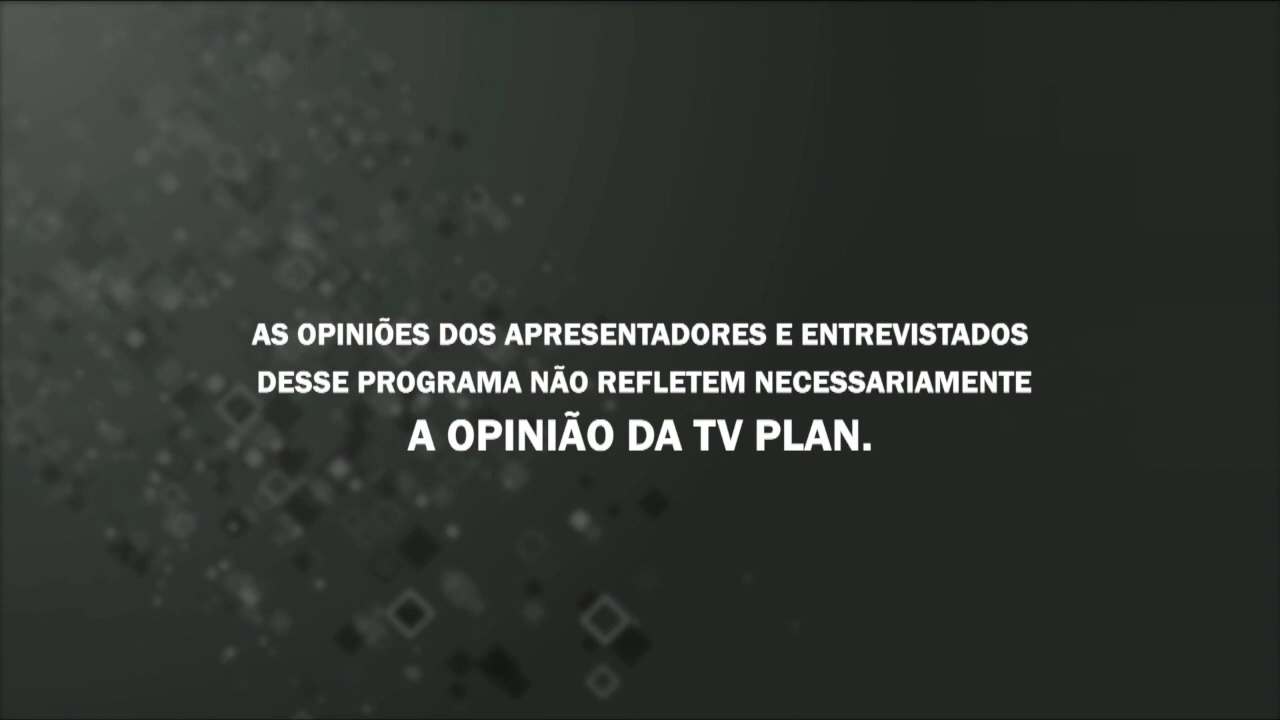 AS OPINIÕES DOS APRESENTADORES E ENTREVISTADOS
DESSE PROGRAMA NÃO REFLETEM NECESSARIAMENTE
A OPINIÃO DA TV PLAN.